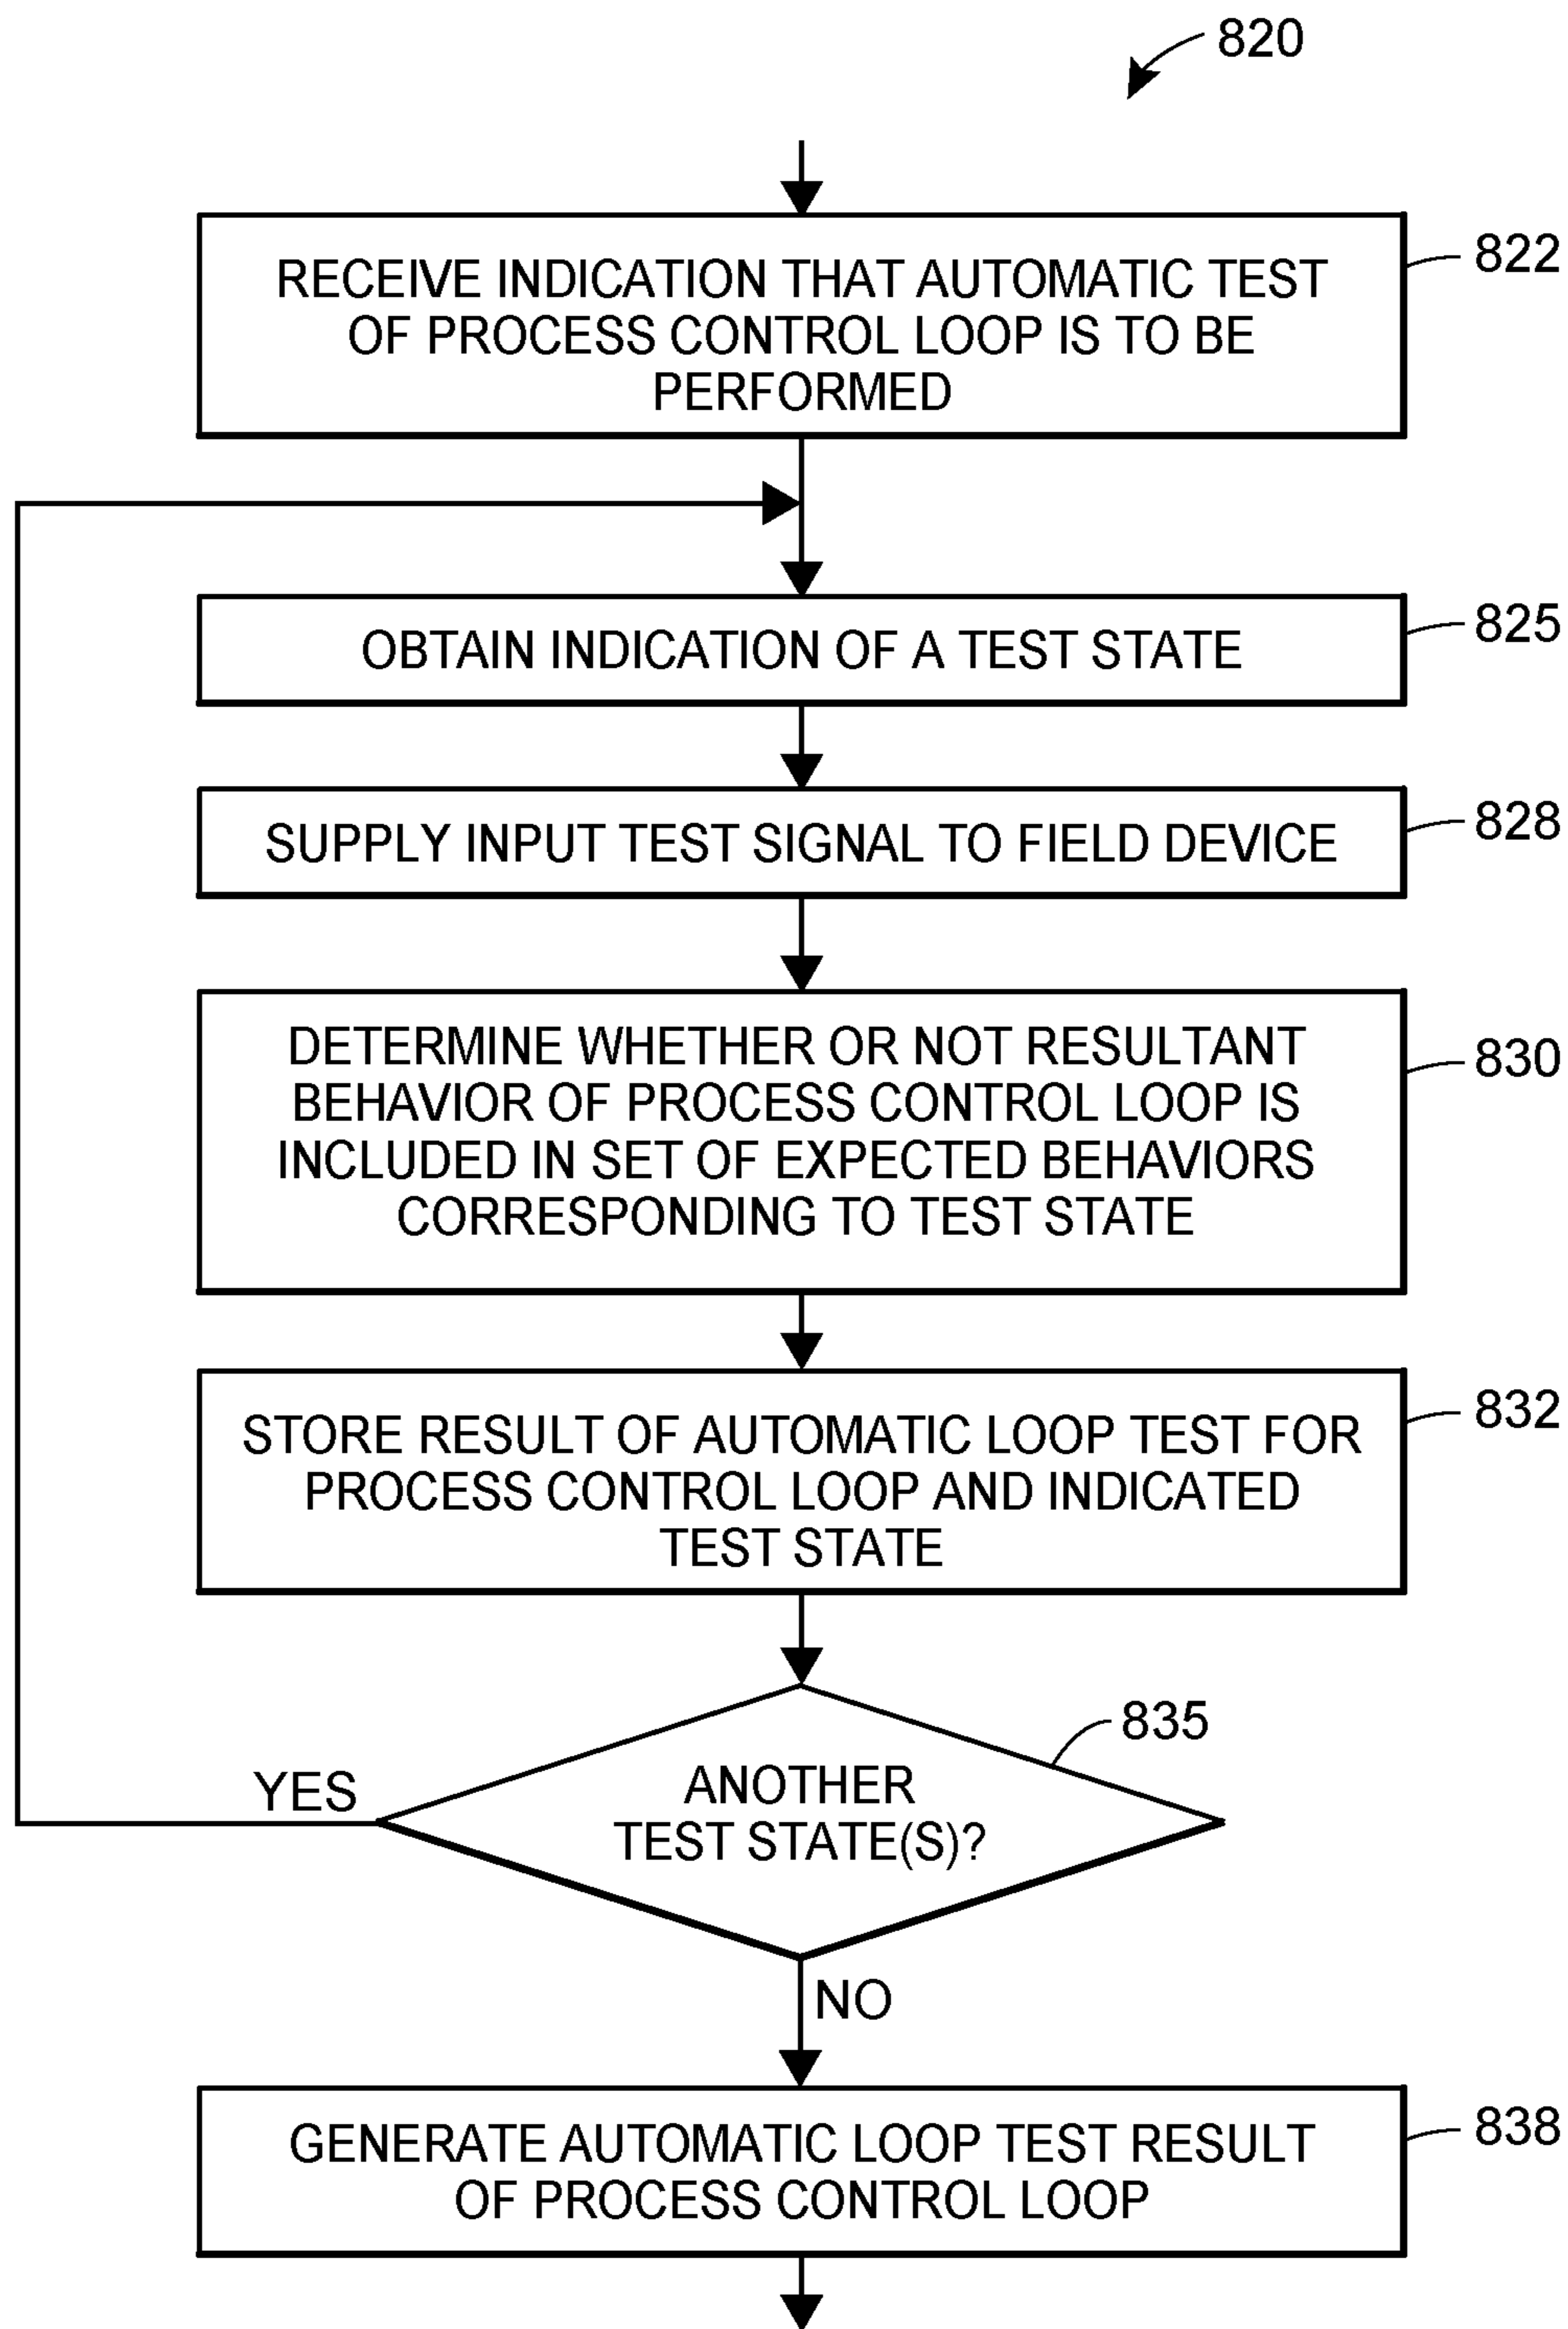 820
RECEIVE INDICATION THAT AUTOMATIC TEST
OF PROCESS CONTROL LOOP IS TO BE
PERFORMED
822
OBTAIN INDICATION OF A TEST STATE
825
SUPPLY INPUT TEST SIGNAL TO FIELD DEVICE
828
DETERMINE WHETHER OR NOT RESULTANT
BEHAVIOR OF PROCESS CONTROL LOOP IS
INCLUDED IN SET OF EXPECTED BEHAVIORS
CORRESPONDING TO TEST STATE
830
STORE RESULT OF AUTOMATIC LOOP TEST FOR
PROCESS CONTROL LOOP AND INDICATED
TEST STATE
832
835
YES
ANOTHER
TEST STATE(S)?
NO
GENERATE AUTOMATIC LOOP TEST RESULT
OF PROCESS CONTROL LOOP
838